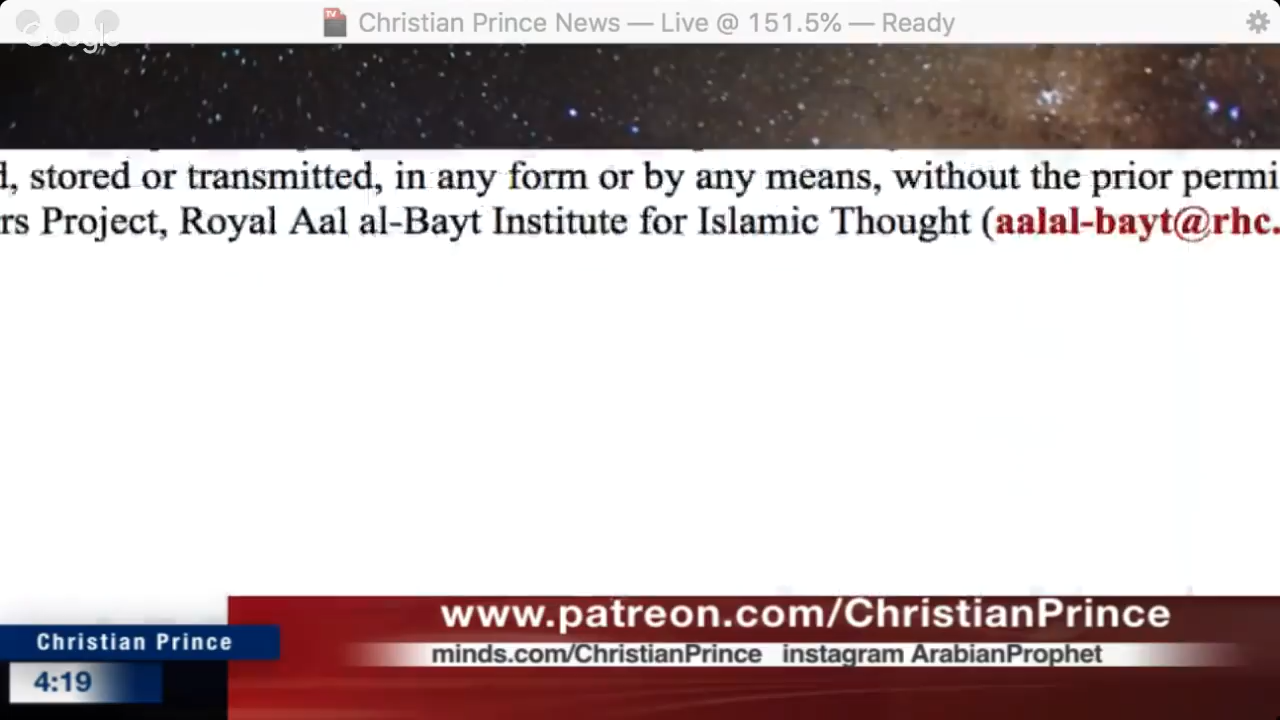 Christian Prince News — Live @ 151.5% — Ready
Google
d, stored or transmitted, in any form or by any means, without the prior permi
rs Project, Royal Aal al-Bayt Institute for Islamic Thought (aalal-bayt@rhc.
www.patreon.com/ChristianPrince
Christian Prince
minds.com/ChristianPrince instagram ArabianProphet
4:19